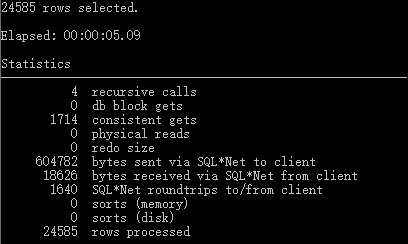 24585 rows selected.
Elapsed: 00:00:05.09
Statistics
4 recursive calls
0 db block gets
1714 consistent gets
0 physical reads
0 redo size
604782 bytes sent via SQL*Net to client
18626 bytes received via SQL*Net from client
1640 SQL*Net roundtrips to/from client
0 sorts (memory)
0 sorts (disk)
24585 rows processed